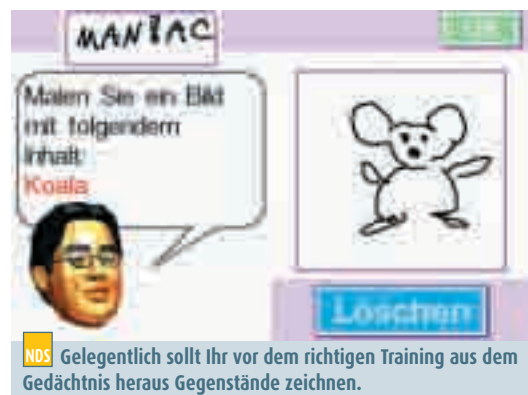 MANIAC
Malen Sie ein Bild
mit folgendem
Inhalt:
Koala
Löschen
NDS Gelegentlich sollt Ihr vor dem richtigen Training aus dem
Gedächtnis heraus Gegenstände zeichnen.